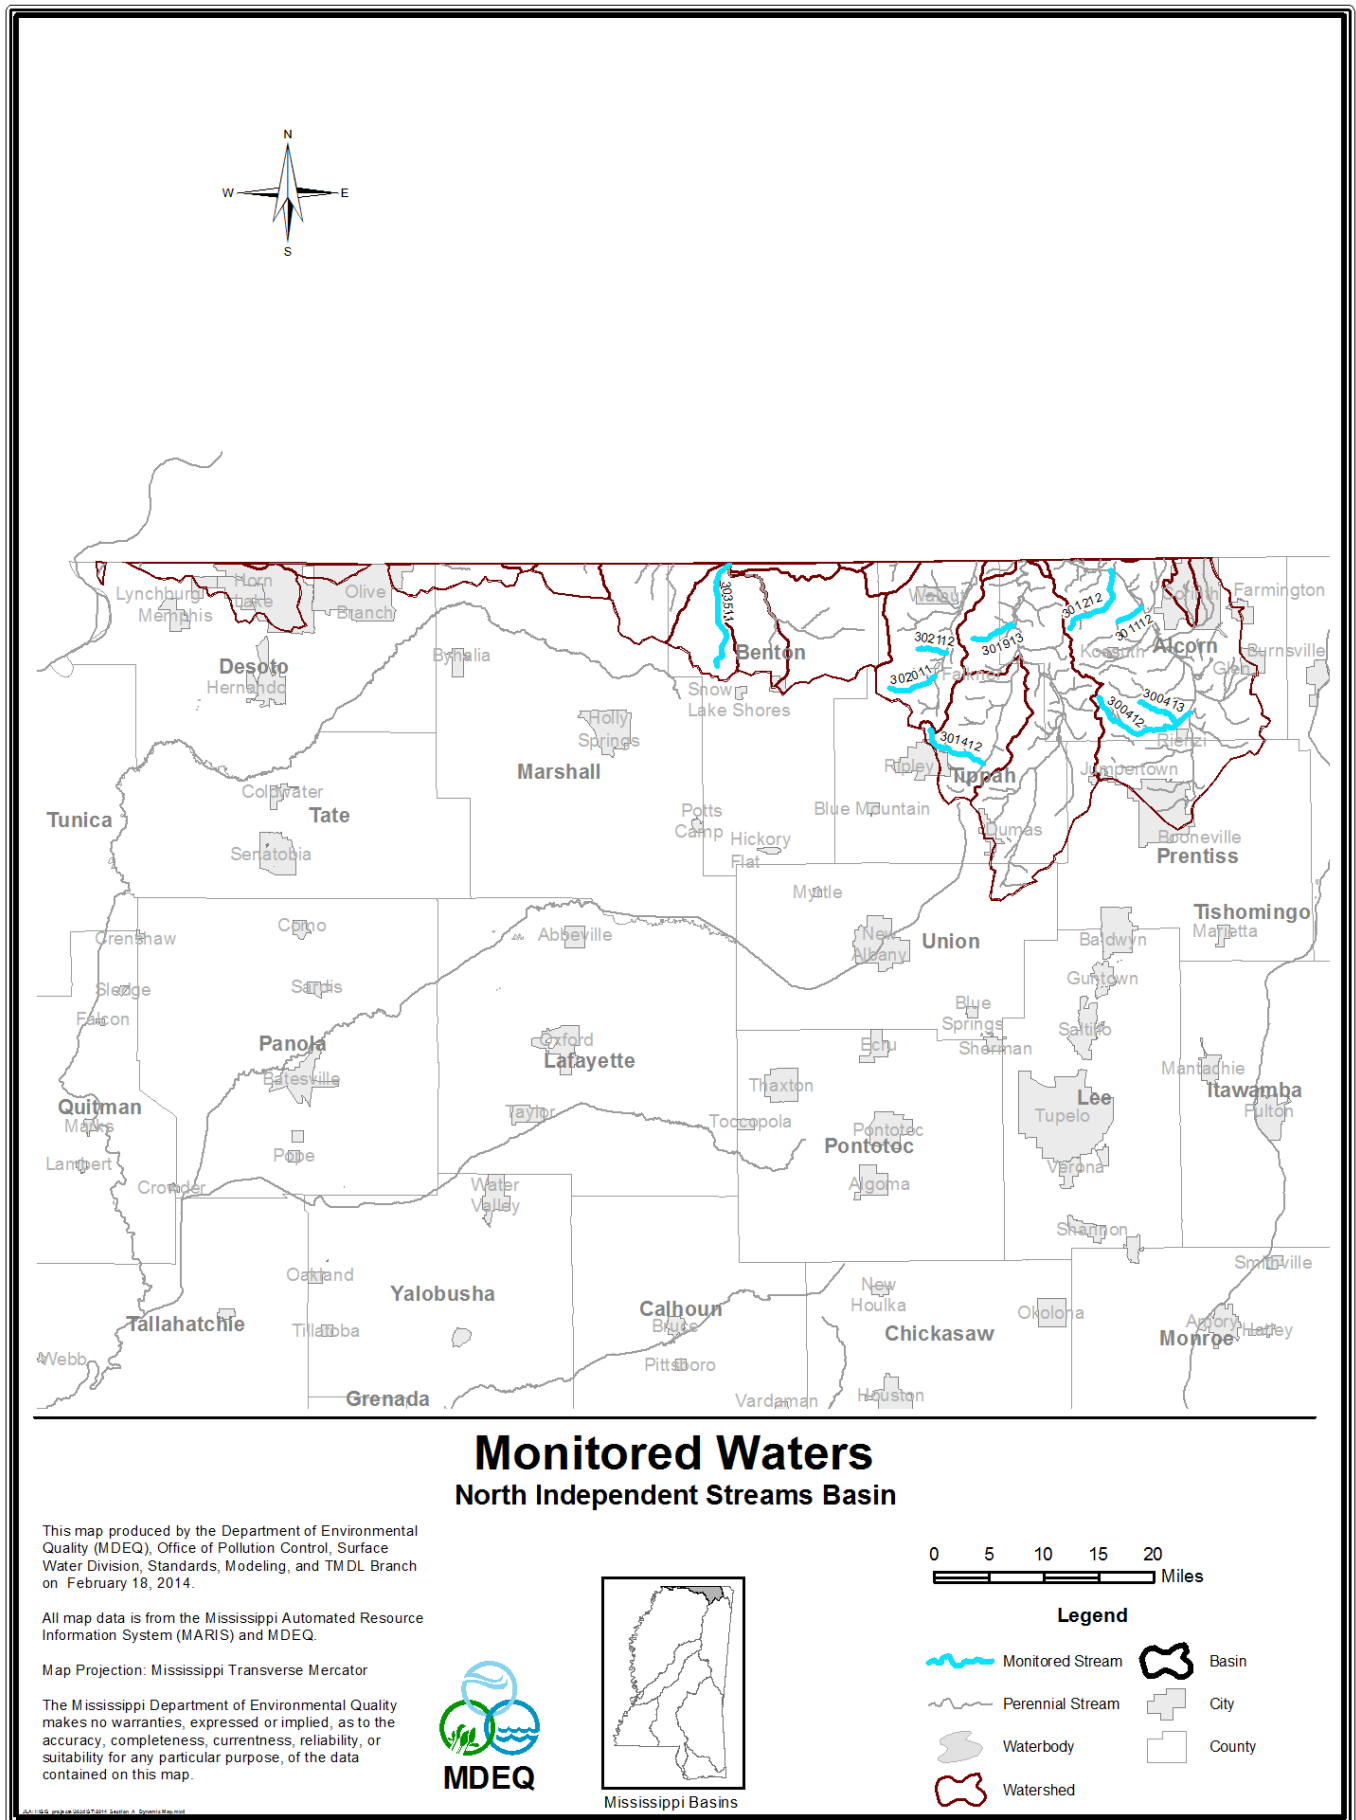 N
W E
S
Lynchburg
Horn
Lake
Olive
Branch
Memphis
Desoto
Hernando
Byhalia
303511
Benton
Snow
Lake Shores
Walnut
302112
302011
Falkner
301913
301212
301112
Kossuth
Corinth
Farmington
Alcorn
Burnsville
Glen
300413
300412
Rienzi
301412
Ripley
Tippah
Jumpertown
Holly
Springs
Marshall
Coldwater
Tate
Tunica
Senatobia
Potts
Camp
Hickory
Flat
Blue Mountain
Dumas
Booneville
Prentiss
Myrtle
Tishomingo
Marietta
Como
Crenshaw
Abbeville
New
Albany
Union
Baldwyn
Guntown
Sledge
Sardis
Falcon
Blue
Springs
Saltillo
Sherman
Panola
Oxford
Lafayette
Ecru
Mantachie
Batesville
Thaxton
Lee
Itawamba
Fulton
Quitman
Marks
Taylor
Toccopola
Tupelo
Pontotoc
Pontotoc
Lambert
Pope
Verona
Crowder
Water
Valley
Algoma
Shannon
Oakland
Smithville
Yalobusha
New
Houlka
Calhoun
Bruce
Okolona
Tallahatchie
Tillatoba
Chickasaw
Amory
Hatley
Monroe
Webb
Pittsboro
Grenada
Vardaman
Houston
Monitored Waters
North Independent Streams Basin
This map produced by the Department of Environmental
Quality (MDEQ), Office of Pollution Control, Surface
Water Division, Standards, Modeling, and TMDL Branch
on February 18, 2014.
All map data is from the Mississippi Automated Resource
Information System (MARIS) and MDEQ.
Map Projection: Mississippi Transverse Mercator
The Mississippi Department of Environmental Quality
makes no warranties, expressed or implied, as to the
accuracy, completeness, currentness, reliability, or
suitability for any particular purpose, of the data
contained on this map.
MDEQ
Mississippi Basins
0 5 10 15 20
Miles
Legend
Monitored Stream
Basin
Perennial Stream
City
Waterbody
County
Watershed